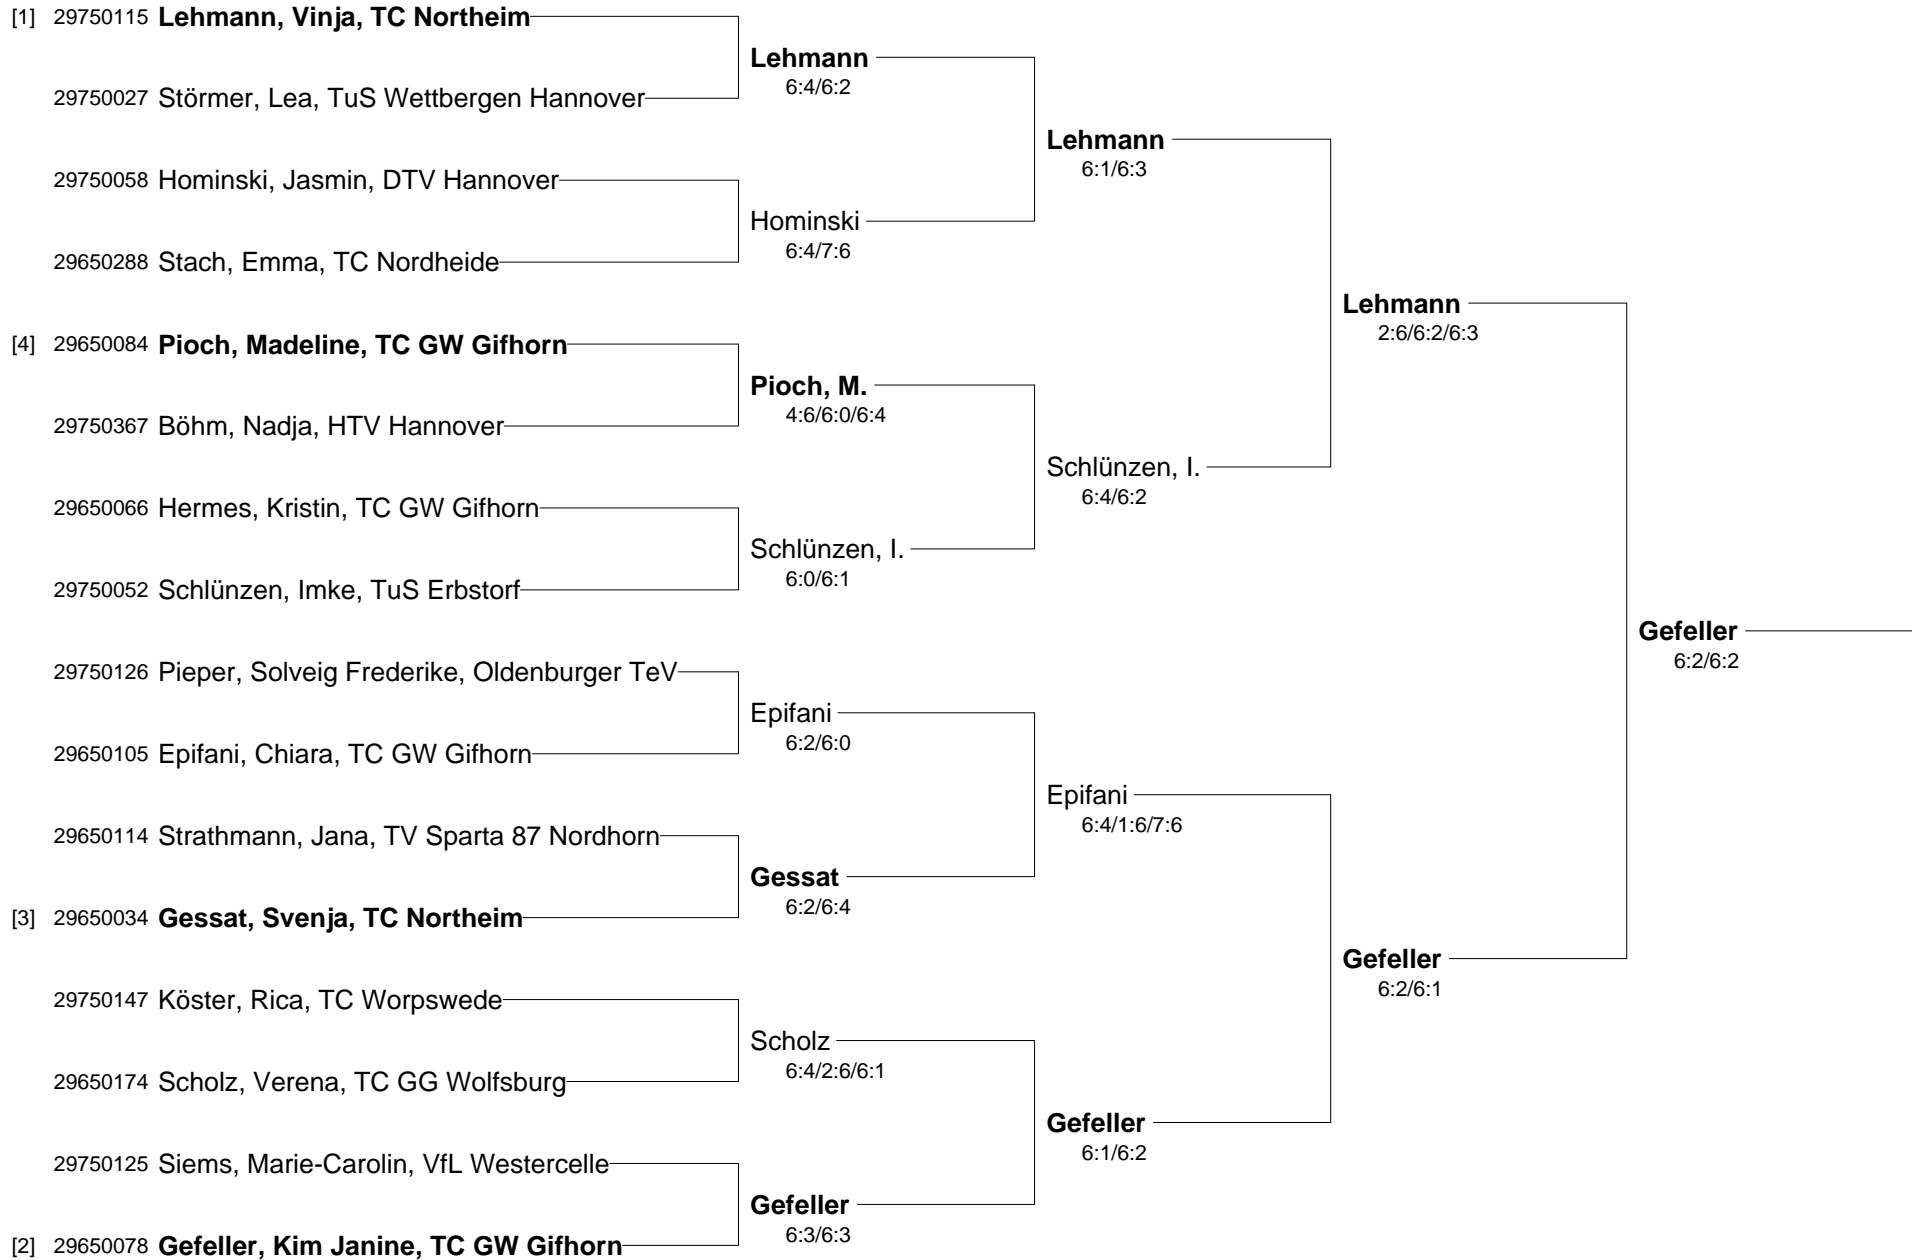 [1] 29750115 Lehmann, Vinja, TC Northeim
Lehmann
6:4/6:2
29750027 Störmer, Lea, TuS Wettbergen Hannover
Lehmann
6:1/6:3
29750058 Hominski, Jasmin, DTV Hannover
Hominski
6:4/7:6
29650288 Stach, Emma, TC Nordheide
Lehmann
2:6/6:2/6:3
[4] 29650084 Pioch, Madeline, TC GW Gifhorn
Pioch, M.
4:6/6:0/6:4
29750367 Böhm, Nadja, HTV Hannover
Schlünzen, I.
6:4/6:2
29650066 Hermes, Kristin, TC GW Gifhorn
Schlünzen, I.
6:0/6:1
29750052 Schlünzen, Imke, TuS Erbstorf
Gefeller
6:2/6:2
29750126 Pieper, Solveig Frederike, Oldenburger TeV
Epifani
6:2/6:0
29650105 Epifani, Chiara, TC GW Gifhorn
Epifani
6:4/1:6/7:6
29650114 Strathmann, Jana, TV Sparta 87 Nordhorn
Gessat
6:2/6:4
[3] 29650034 Gessat, Svenja, TC Northeim
Gefeller
6:2/6:1
29750147 Köster, Rica, TC Worpswede
Scholz
6:4/2:6/6:1
29650174 Scholz, Verena, TC GG Wolfsburg
Gefeller
6:1/6:2
29750125 Siems, Marie-Carolin, VfL Westercelle
Gefeller
6:3/6:3
[2] 29650078 Gefeller, Kim Janine, TC GW Gifhorn